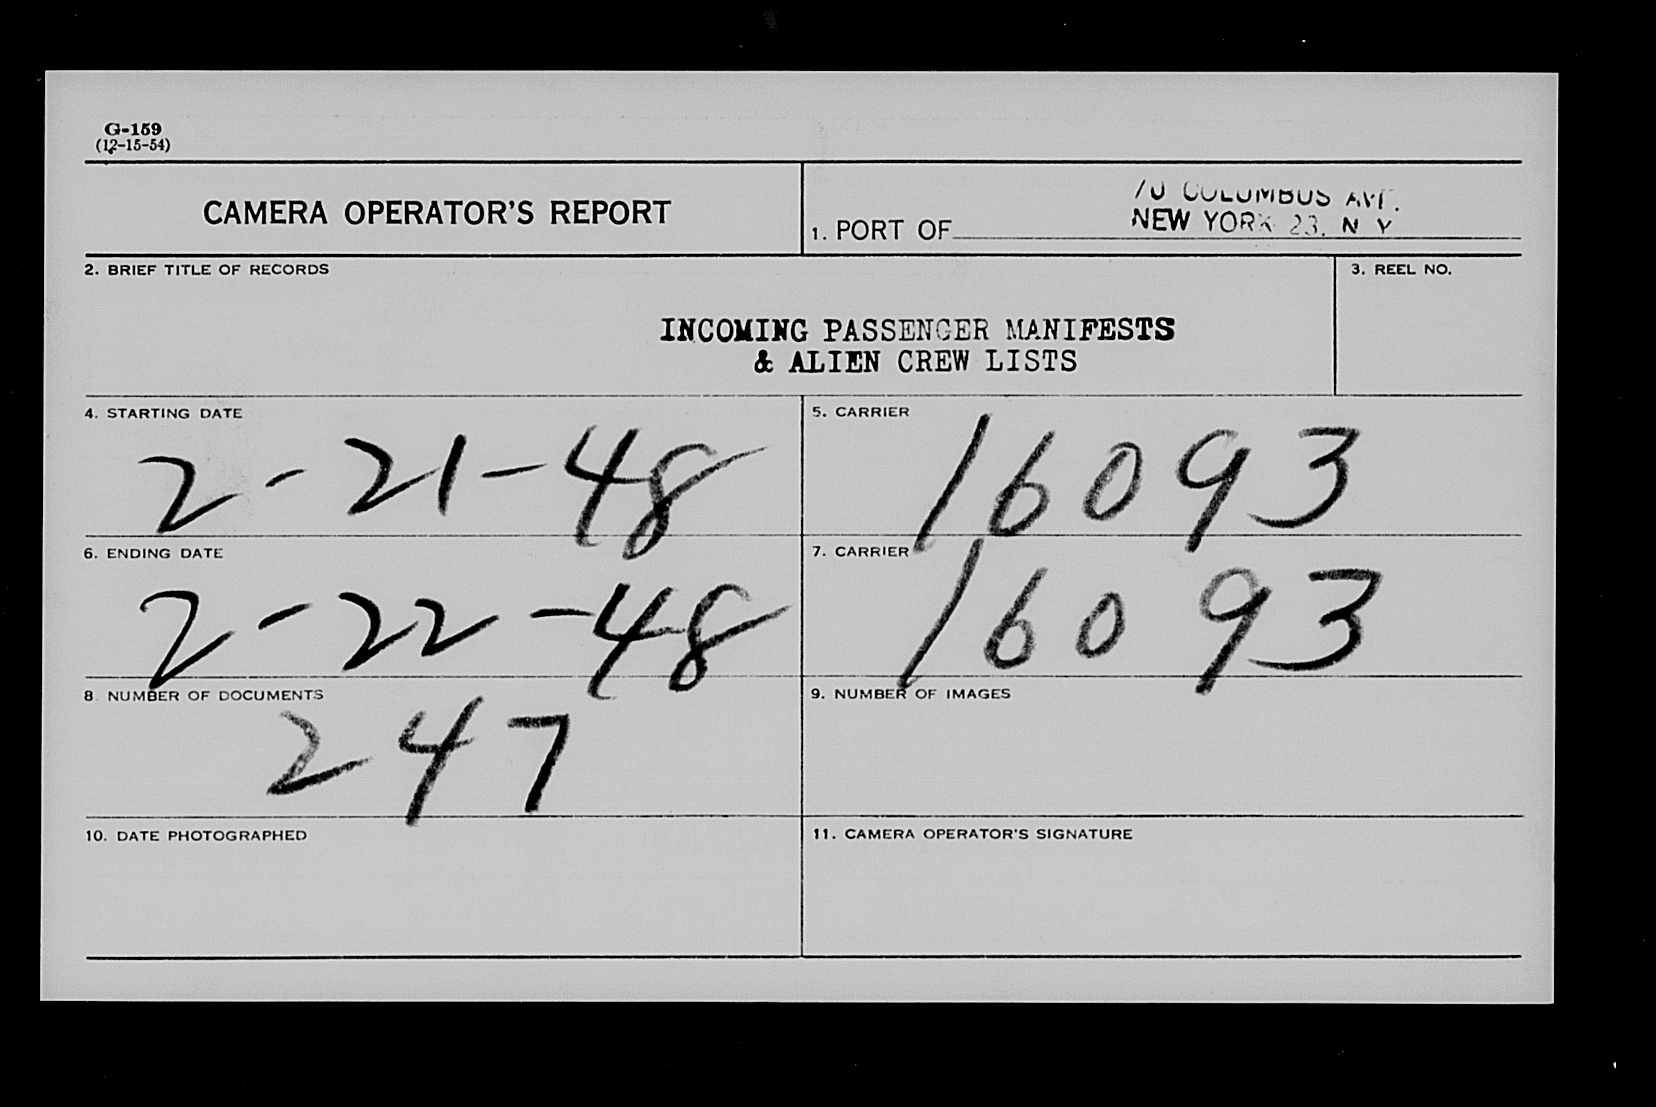 G-159
(12-15-54)
CAMERA OPERATOR'S REPORT
70 COLUMBUS AVE.
1. PORT OF NEW YORK 23, N Y
2. BRIEF TITLE OF RECORDS
3. REEL NO.
INCOMING PASSENGER MANIFESTS
& ALIEN CREW LISTS
4. STARTING DATE
2-21-48
5. CARRIER
16093
6. ENDING DATE
2-22-48
7. CARRIER
16093
8 NUMBER OF DOCUMENTS
247
9. NUMBER OF IMAGES
10. DATE PHOTOGRAPHED
11. CAMERA OPERATOR'S SIGNATURE